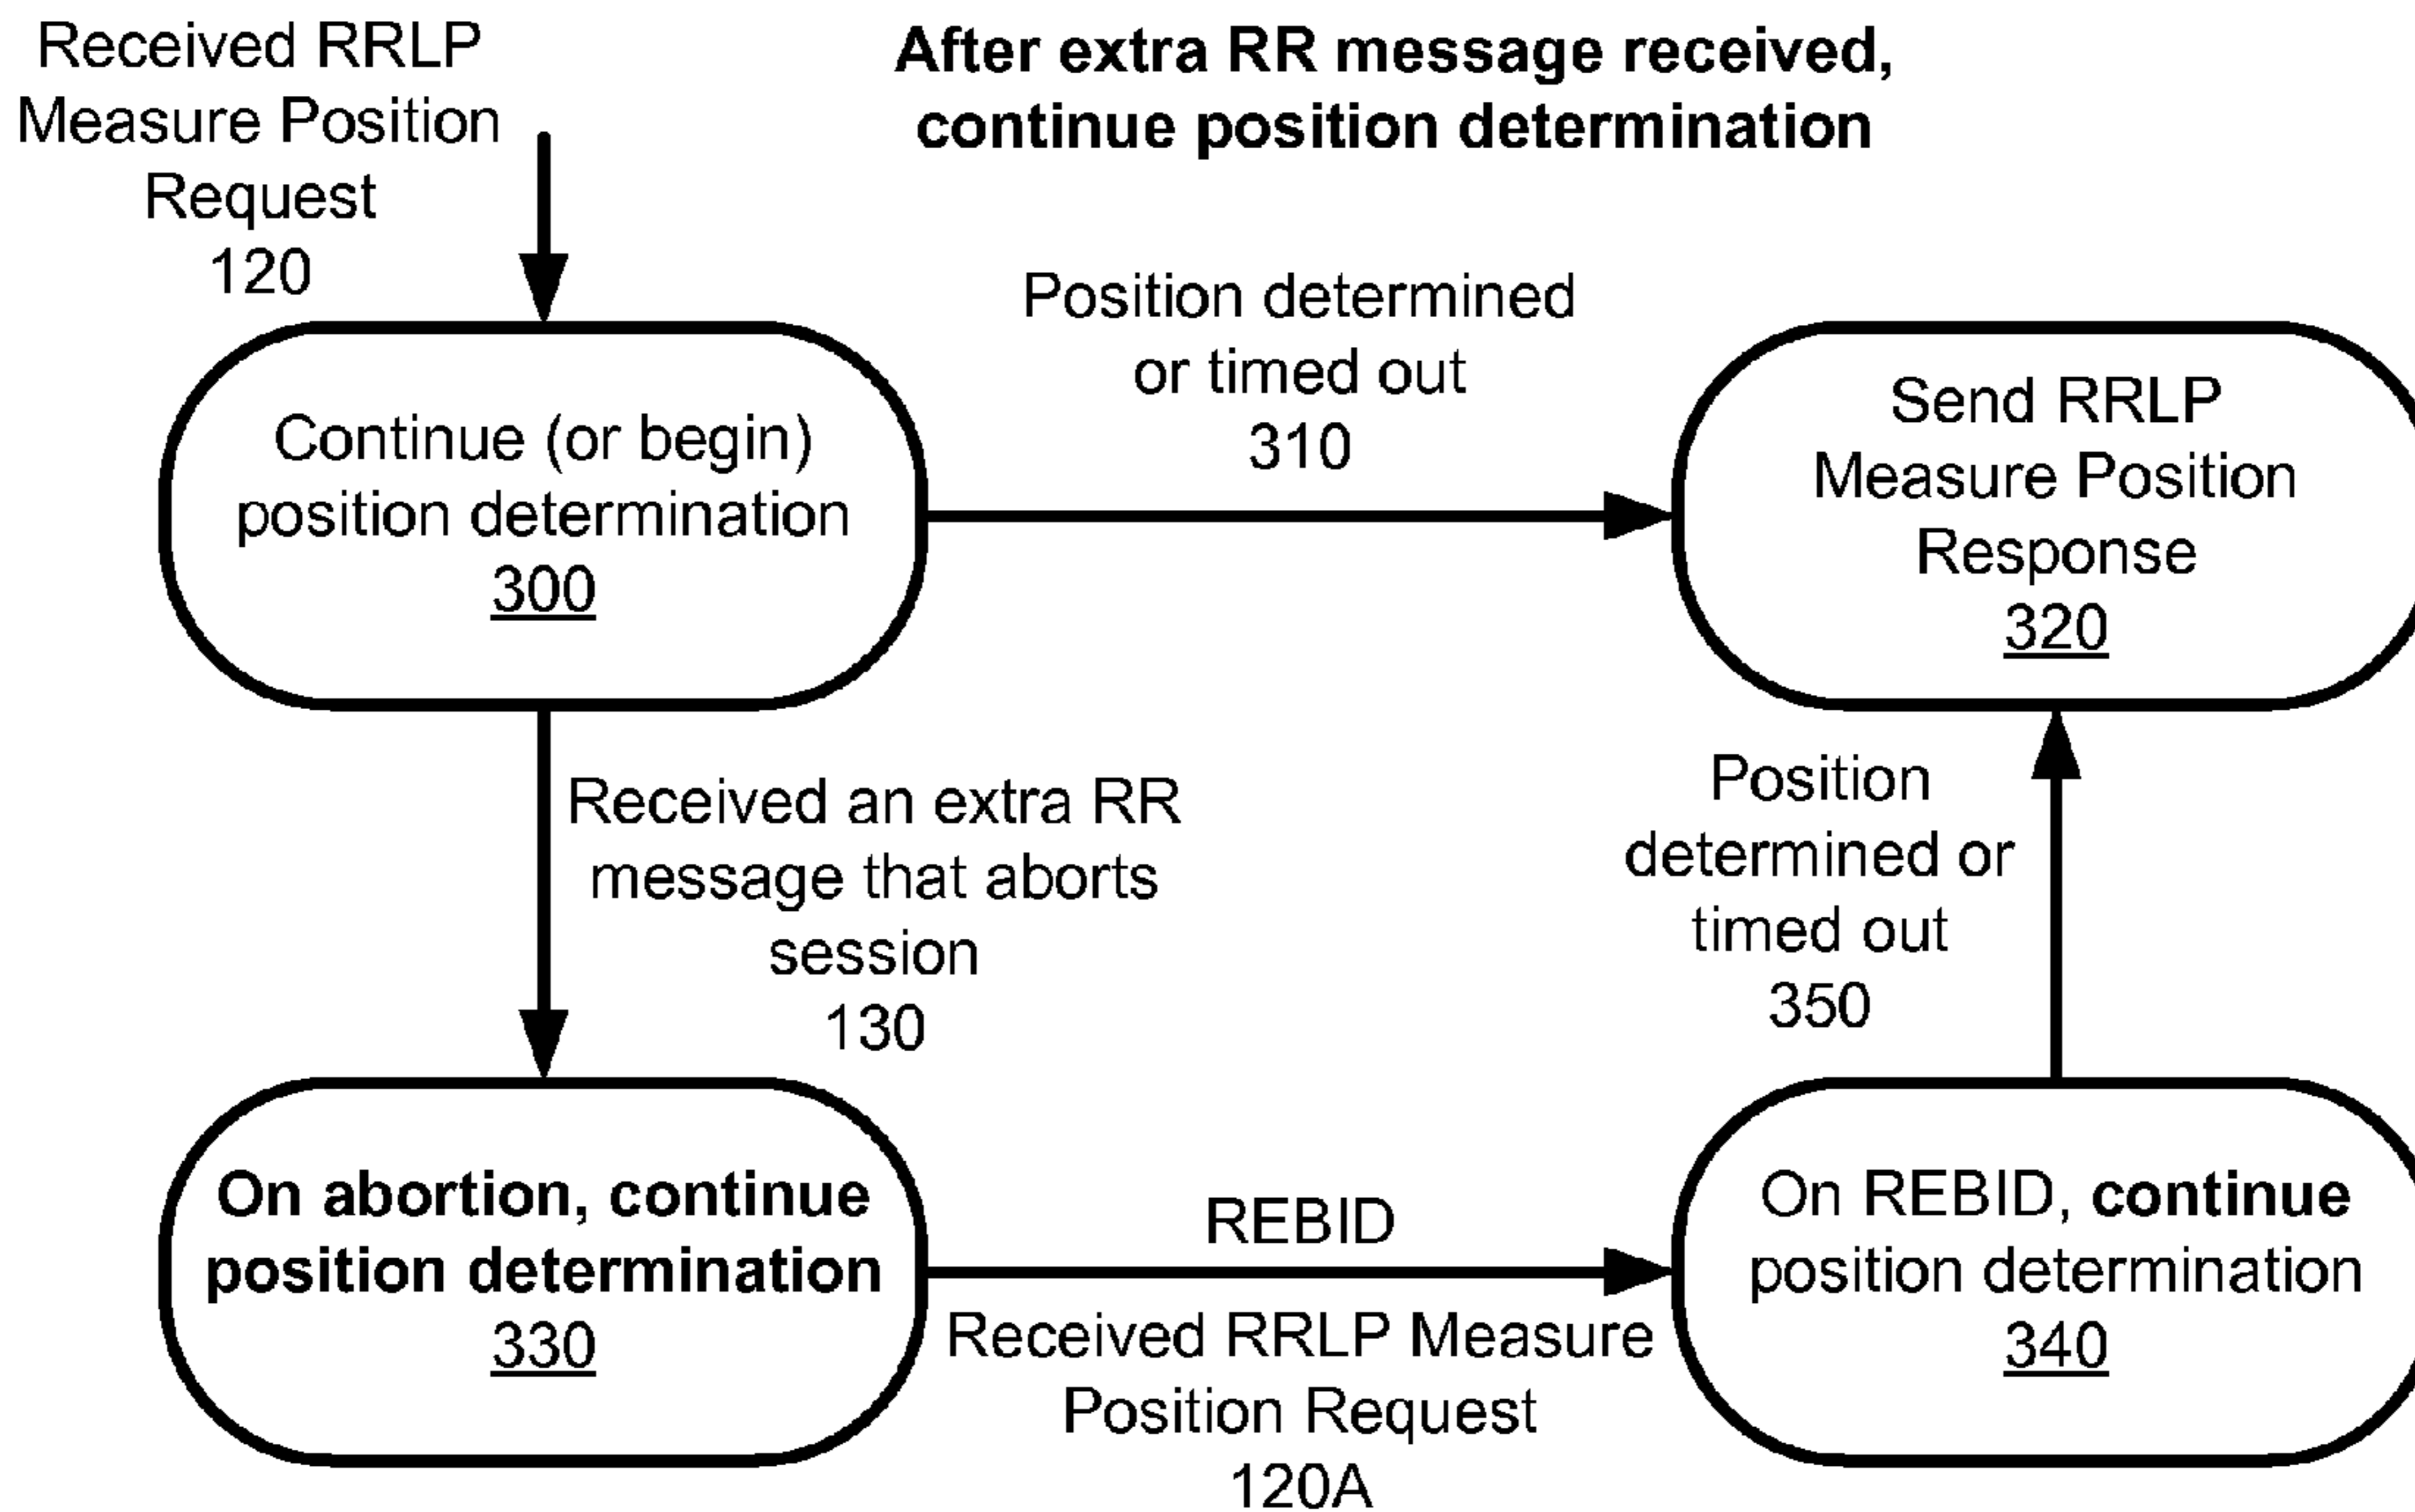 Received RRLP
Measure Position
Request
120
After extra RR message received,
continue position determination
Continue (or begin)
position determination
300
Position determined
or timed out
310
Send RRLP
Measure Position
Response
320
Received an extra RR
message that aborts
session
130
Position
determined or
timed out
350
On abortion, continue
position determination
330
REBID
Received RRLP Measure
Position Request
120A
On REBID, continue
position determination
340